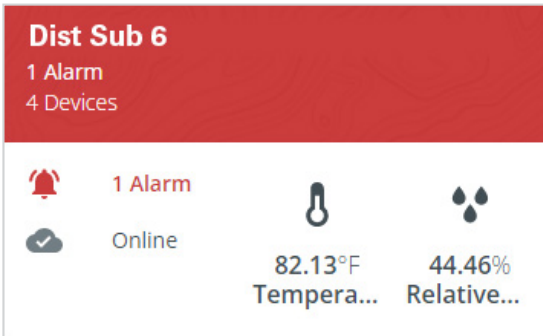 Dist Sub 6
1 Alarm
4 Devices
1 Alarm
Online
82.13°F
Tempera...
44.46%
Relative...